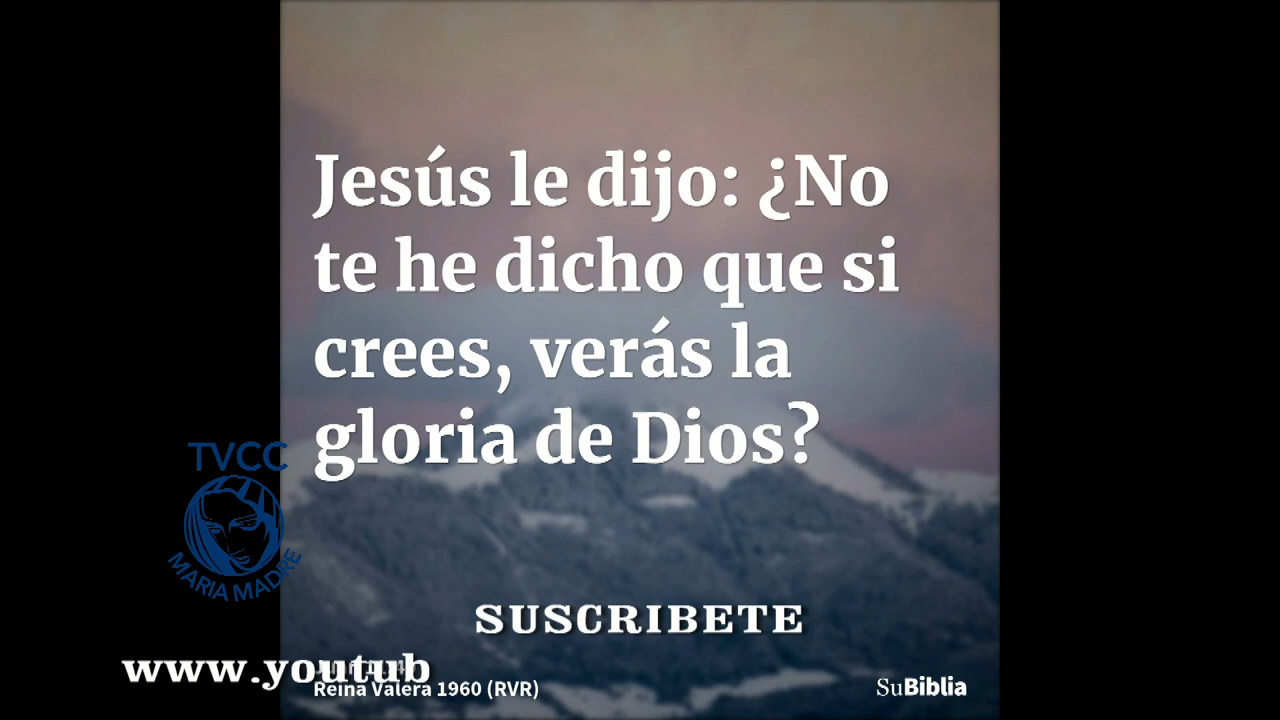 Jesús le dijo: ¿No
te he dicho que si
crees, verás la
gloria de Dios?
TVCC
MARIA MADRE
SUSCRIBETE
www.youtub
Reina Valera 1960 (RVR)
SuBiblia